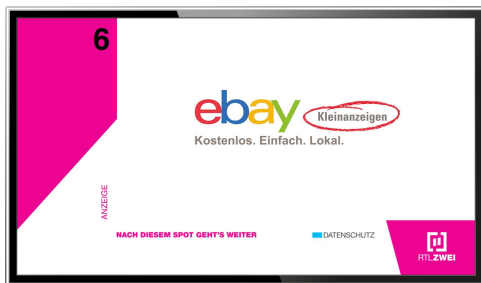 6
ebay Kleinanzeigen
Kostenlos. Einfach. Lokal.
ANZEIGE
NACH DIESEM SPOT GEHT'S WEITER
DATENSCHUTZ
RTLZWEI